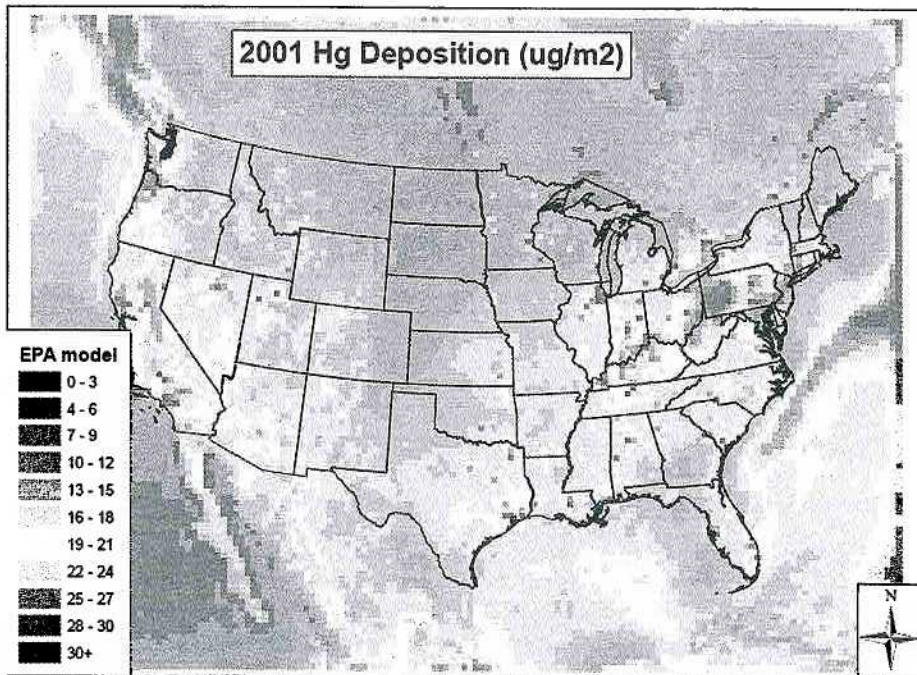 2001 Hg Deposition (ug/m2)
EPA model
0 - 3
4 - 6
7 - 9
10 - 12
13 - 15
16 - 18
19 - 21
22 - 24
25 - 27
28 - 30
30+
N